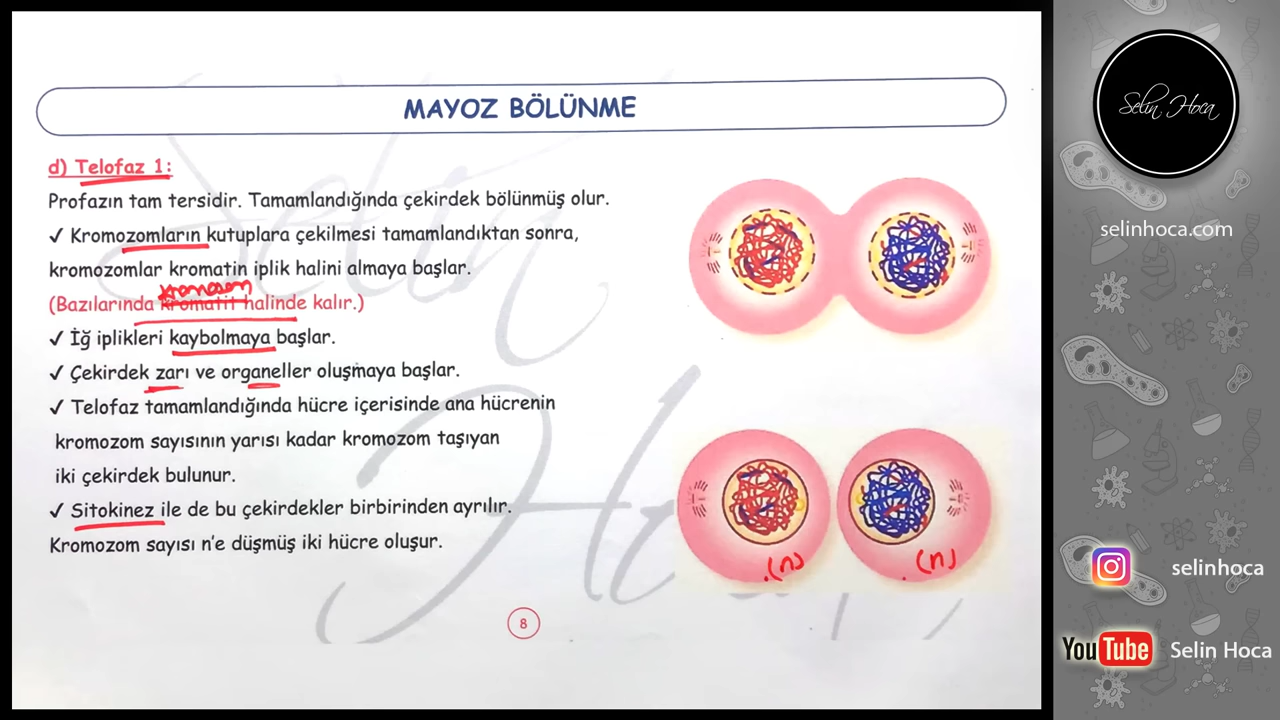 MAYOZ BÖLÜNME
d) Telofaz 1:
Profazın tam tersidir. Tamamlandığında çekirdek bölünmüş olur.
✓ Kromozomların kutuplara çekilmesi tamamlandıktan sonra,
kromozomlar kromatin iplik halini almaya başlar.
kromozom
(Bazılarında kromatit halinde kalır.)
✓ İğ iplikleri kaybolmaya başlar.
✓ Çekirdek zarı ve organeller oluşmaya başlar.
✓ Telofaz tamamlandığında hücre içerisinde ana hücrenin
kromozom sayısının yarısı kadar kromozom taşıyan
iki çekirdek bulunur.
✓ Sitokinez ile de bu çekirdekler birbirinden ayrılır.
Kromozom sayısı n'e düşmüş iki hücre oluşur.
(n)
(n)
8
Selin Hoca
Selin Hoca
selinhoca.com
selinhoca
YouTube Selin Hoca